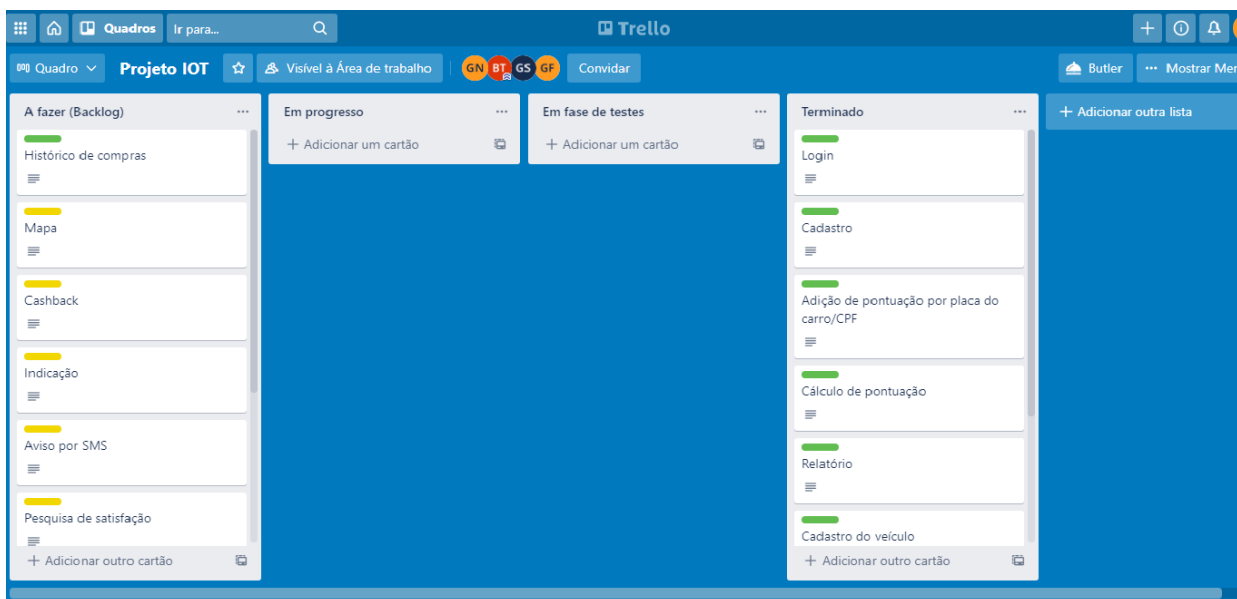 Quadros
Ir para...
Trello
Quadro
Projeto IOT
Visível à Área de trabalho
GN
BT
GS
GF
Convidar
Butler
··· Mostrar Mer
A fazer (Backlog)
Histórico de compras
Mapa
Cashback
Indicação
Aviso por SMS
Pesquisa de satisfação
+ Adicionar outro cartão
Em progresso
+ Adicionar um cartão
Em fase de testes
+ Adicionar um cartão
Terminado
Login
Cadastro
Adição de pontuação por placa do
carro/CPF
Cálculo de pontuação
Relatório
Cadastro do veículo
+ Adicionar outro cartão
+ Adicionar outra lista